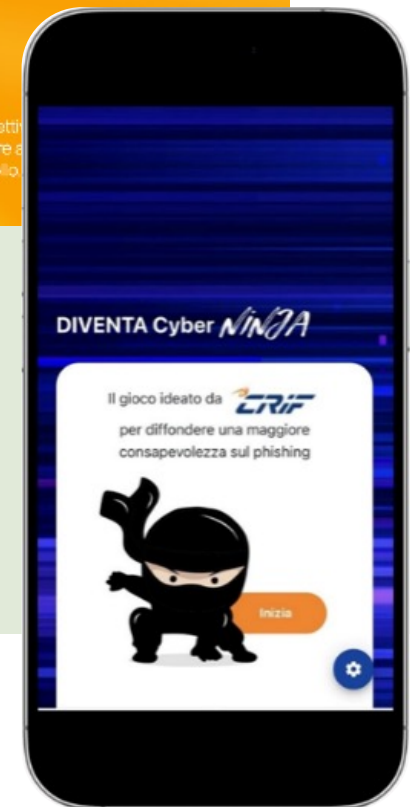 DIVENTA Cyber NINJA
Il gioco ideato da CRIF
per diffondere una maggiore
consapevolezza sul phishing
Inizia